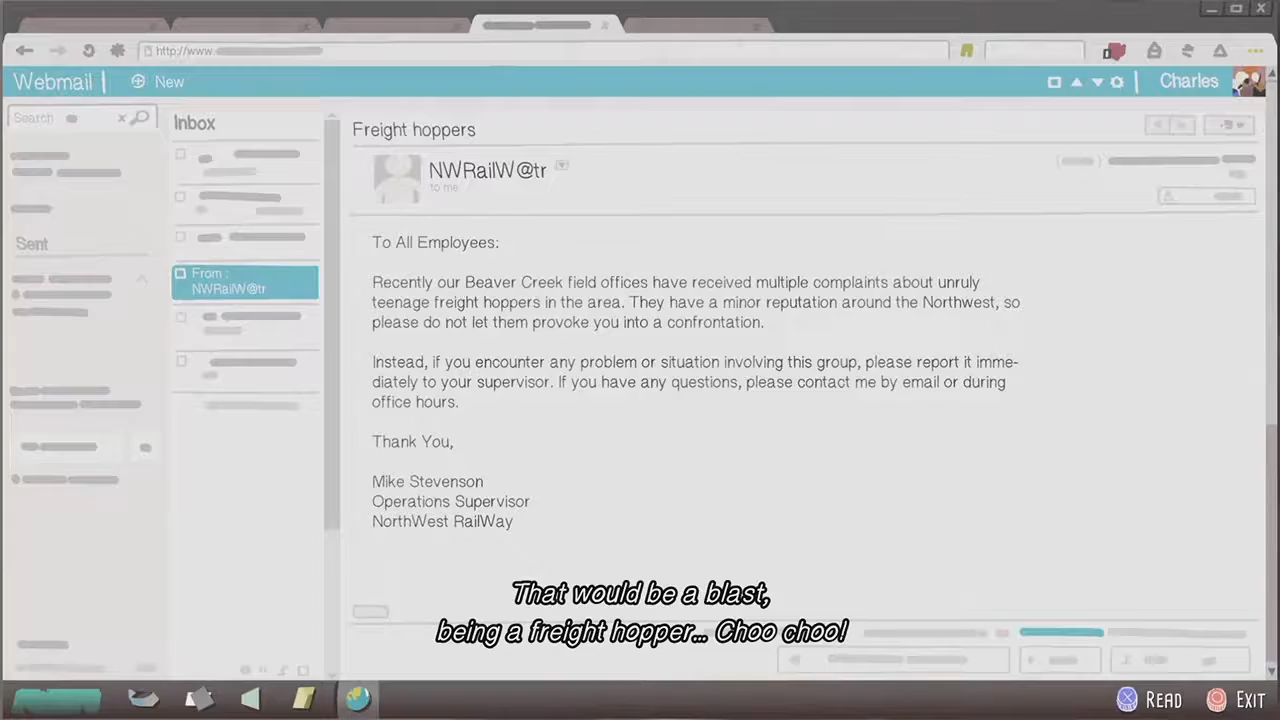 http://www.
Webmail
New
Charles
Search
Inbox
Freight hoppers
NWRailW@tr
to me
Sent
From :
NWRailW@tr
To All Employees:
Recently our Beaver Creek field offices have received multiple complaints about unruly
teenage freight hoppers in the area. They have a minor reputation around the Northwest, so
please do not let them provoke you into a confrontation.
Instead, if you encounter any problem or situation involving this group, please report it imme-
diately to your supervisor. If you have any questions, please contact me by email or during
office hours.
Thank You,
Mike Stevenson
Operations Supervisor
NorthWest RailWay
That would be a blast,
being a freight hopper... Choo choo!
READ
EXIT